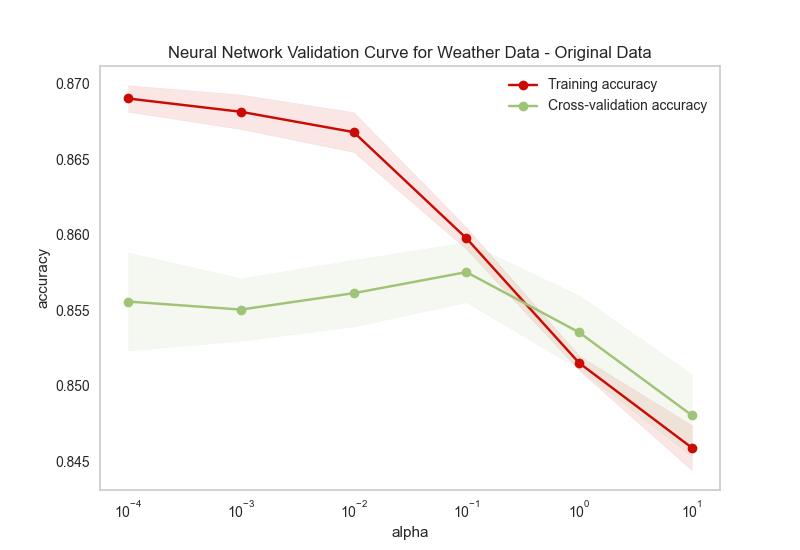 Neural Network Validation Curve for Weather Data - Original Data
Training accuracy
Cross-validation accuracy
accuracy
0.870
0.865
0.860
0.855
0.850
0.845
10⁻⁴ 10⁻³ 10⁻² 10⁻¹ 10⁰ 10¹
alpha